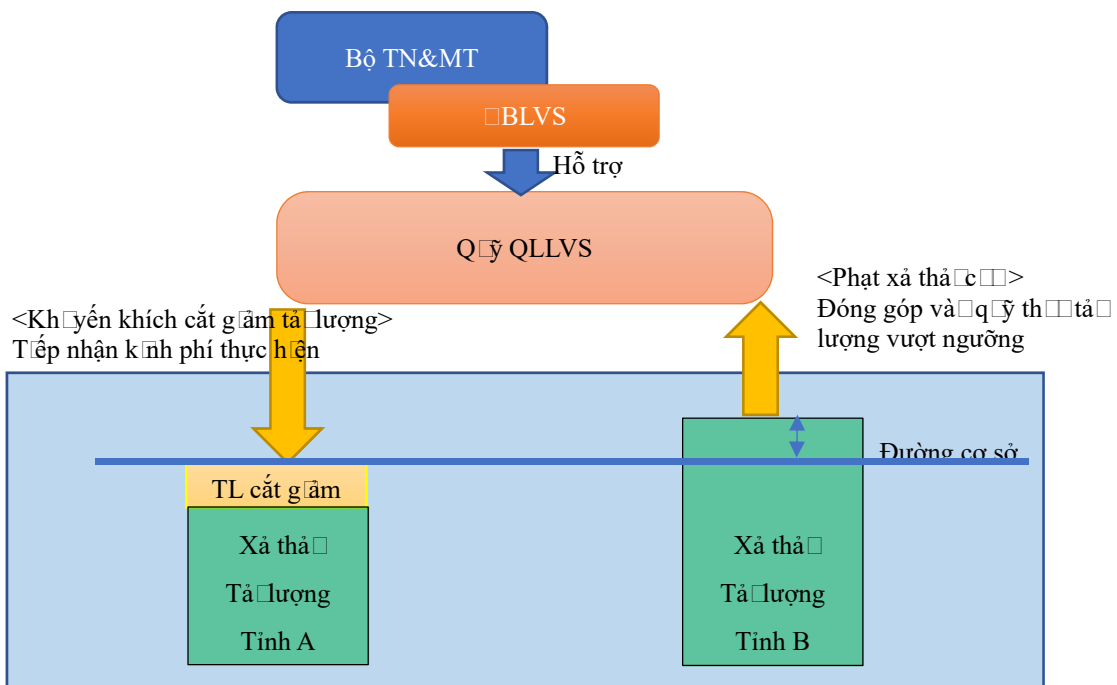 Bộ TN&MT
□BLVS
Hỗ trợ
Q□ỹ QLLVS
<Kh□yến khích cắt g□ảm tả□lượng>
T□ếp nhận k□nh phí thực h□ện
<Phạt xả thả□c□□>
Đóng góp và□q□ỹ th□□tả□
lượng vượt ngưỡng
Đường cơ sở
TL cắt g□ảm
Xả thả□
Tả□lượng
Tỉnh A
Xả thả□
Tả□lượng
Tỉnh B